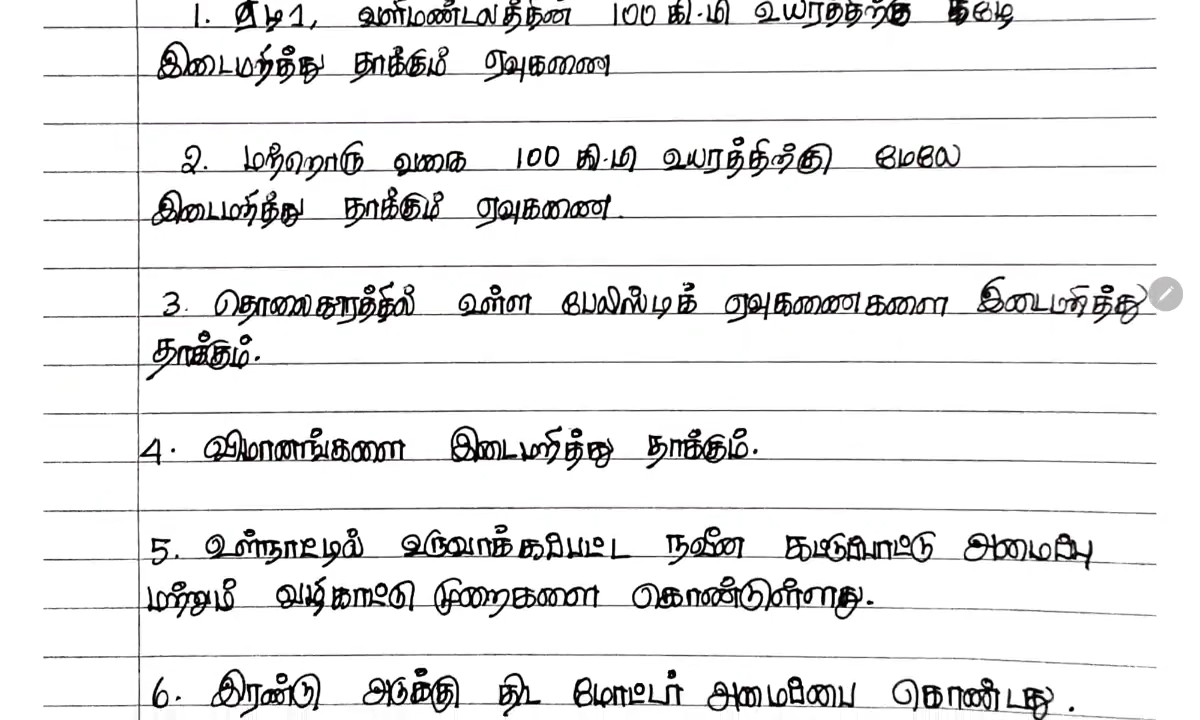 1. ஏடி1, வளிமண்டலத்தின் 100 கி.மி உயரத்திற்கு கீழே
இடைமறித்து தாக்கும் ஏவுகணை
2. மற்றொரு வகை 100 கி.மி உயரத்திற்கு மேலே
இடைமறித்து தாக்கும் ஏவுகணை.
3. தொலைதூரத்தில் உள்ள பேலிஸ்டிக் ஏவுகணைகளை இடைமறித்து
தாக்கும்.
4. விமானங்களை இடைமறித்து தாக்கும்.
5. உள்நாட்டில் உருவாக்கப்பட்ட நவீன கட்டுப்பாட்டு அமைப்பு
மற்றும் வழிகாட்டு முறைகளை கொண்டுள்ளது.
6. இரண்டு அடுக்கு திட மோட்டார் அமைப்பை கொண்டது.